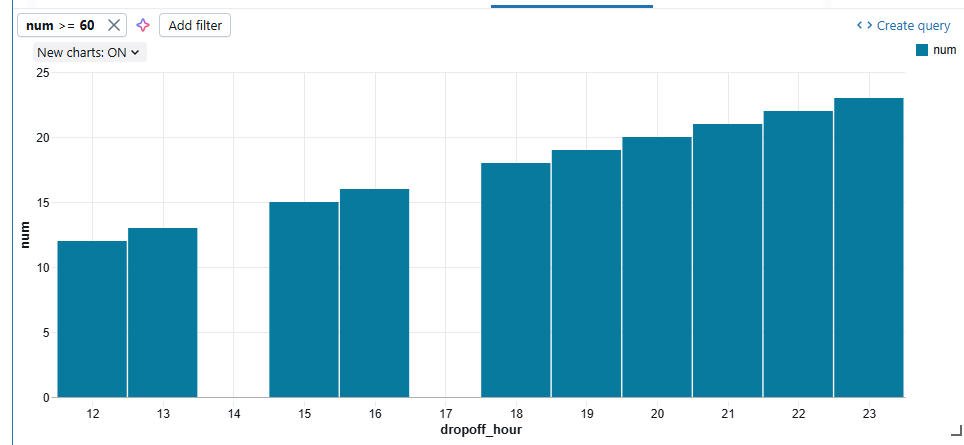 num >= 60 Add filter
Create query
New charts: ON
num
25
20
15
10
5
0
num
12 13 14 15 16 17 18 19 20 21 22 23
dropoff_hour